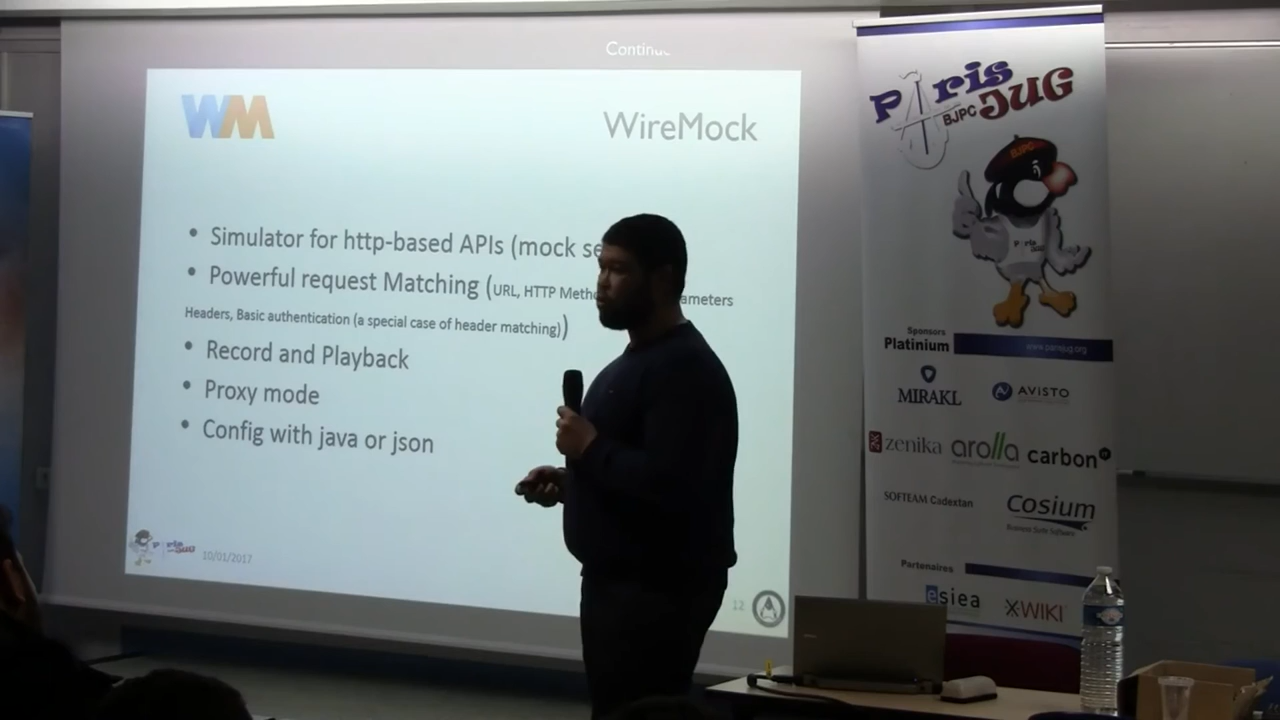 WM
WireMock
• Simulator for http-based APIs (mock se
• Powerful request Matching (URL, HTTP Metho ameters
Headers, Basic authentication (a special case of header matching))
• Record and Playback
• Proxy mode
• Config with java or json
10/01/2017
12
Paris
BJPC JUG
Sponsors
Platinium
www.parisjug.org
MIRAKL
AVISTO
zenika
arolla
carbon
SOFTEAM Cadextan
Cosium
Business Suite Software
Partenaires
esiea
XWIKI